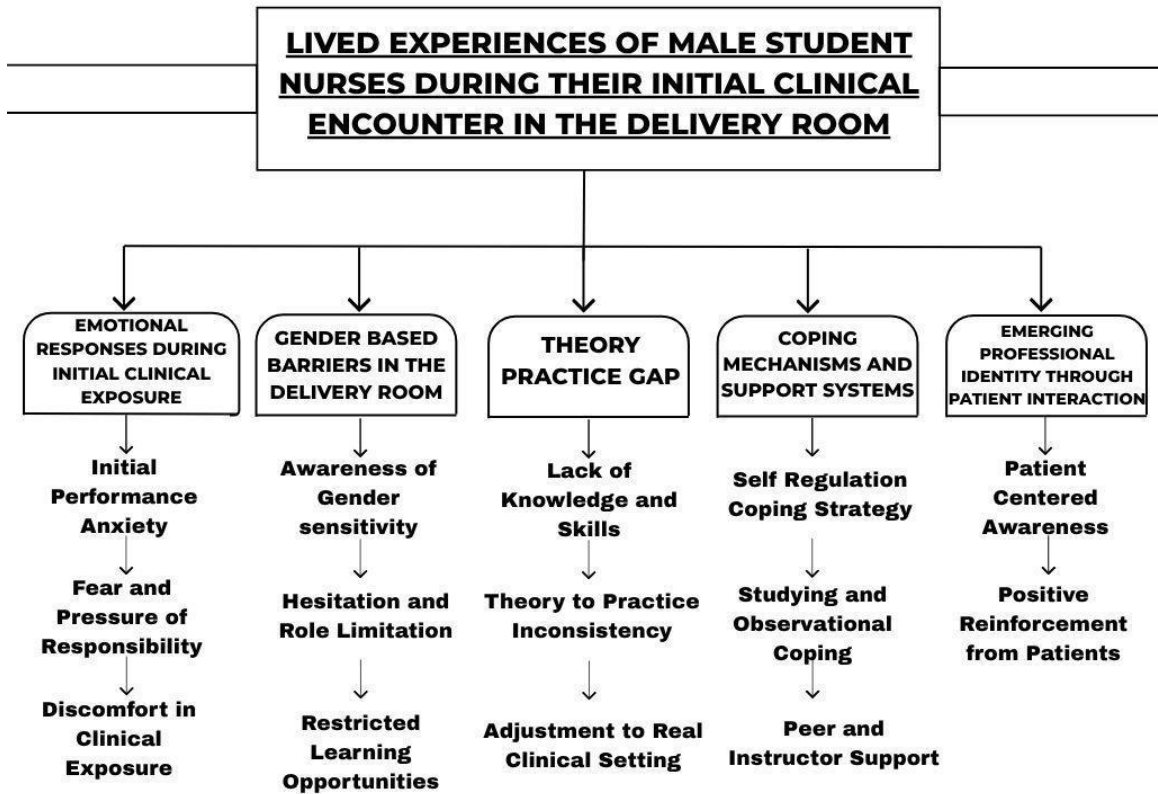 LIVED EXPERIENCES OF MALE STUDENT
NURSES DURING THEIR INITIAL CLINICAL
ENCOUNTER IN THE DELIVERY ROOM
EMOTIONAL
RESPONSES DURING
INITIAL CLINICAL
EXPOSURE
Initial
Performance
Anxiety
Fear and
Pressure of
Responsibility
Discomfort in
Clinical
Exposure
GENDER BASED
BARRIERS IN THE
DELIVERY ROOM
Awareness of
Gender
sensitivity
Hesitation and
Role Limitation
Restricted
Learning
Opportunities
THEORY
PRACTICE GAP
Lack of
Knowledge and
Skills
Theory to Practice
Inconsistency
Adjustment to Real
Clinical Setting
COPING
MECHANISMS AND
SUPPORT SYSTEMS
Self Regulation
Coping Strategy
Studying and
Observational
Coping
Peer and
Instructor Support
EMERGING
PROFESSIONAL
IDENTITY THROUGH
PATIENT INTERACTION
Patient
Centered
Awareness
Positive
Reinforcement
from Patients